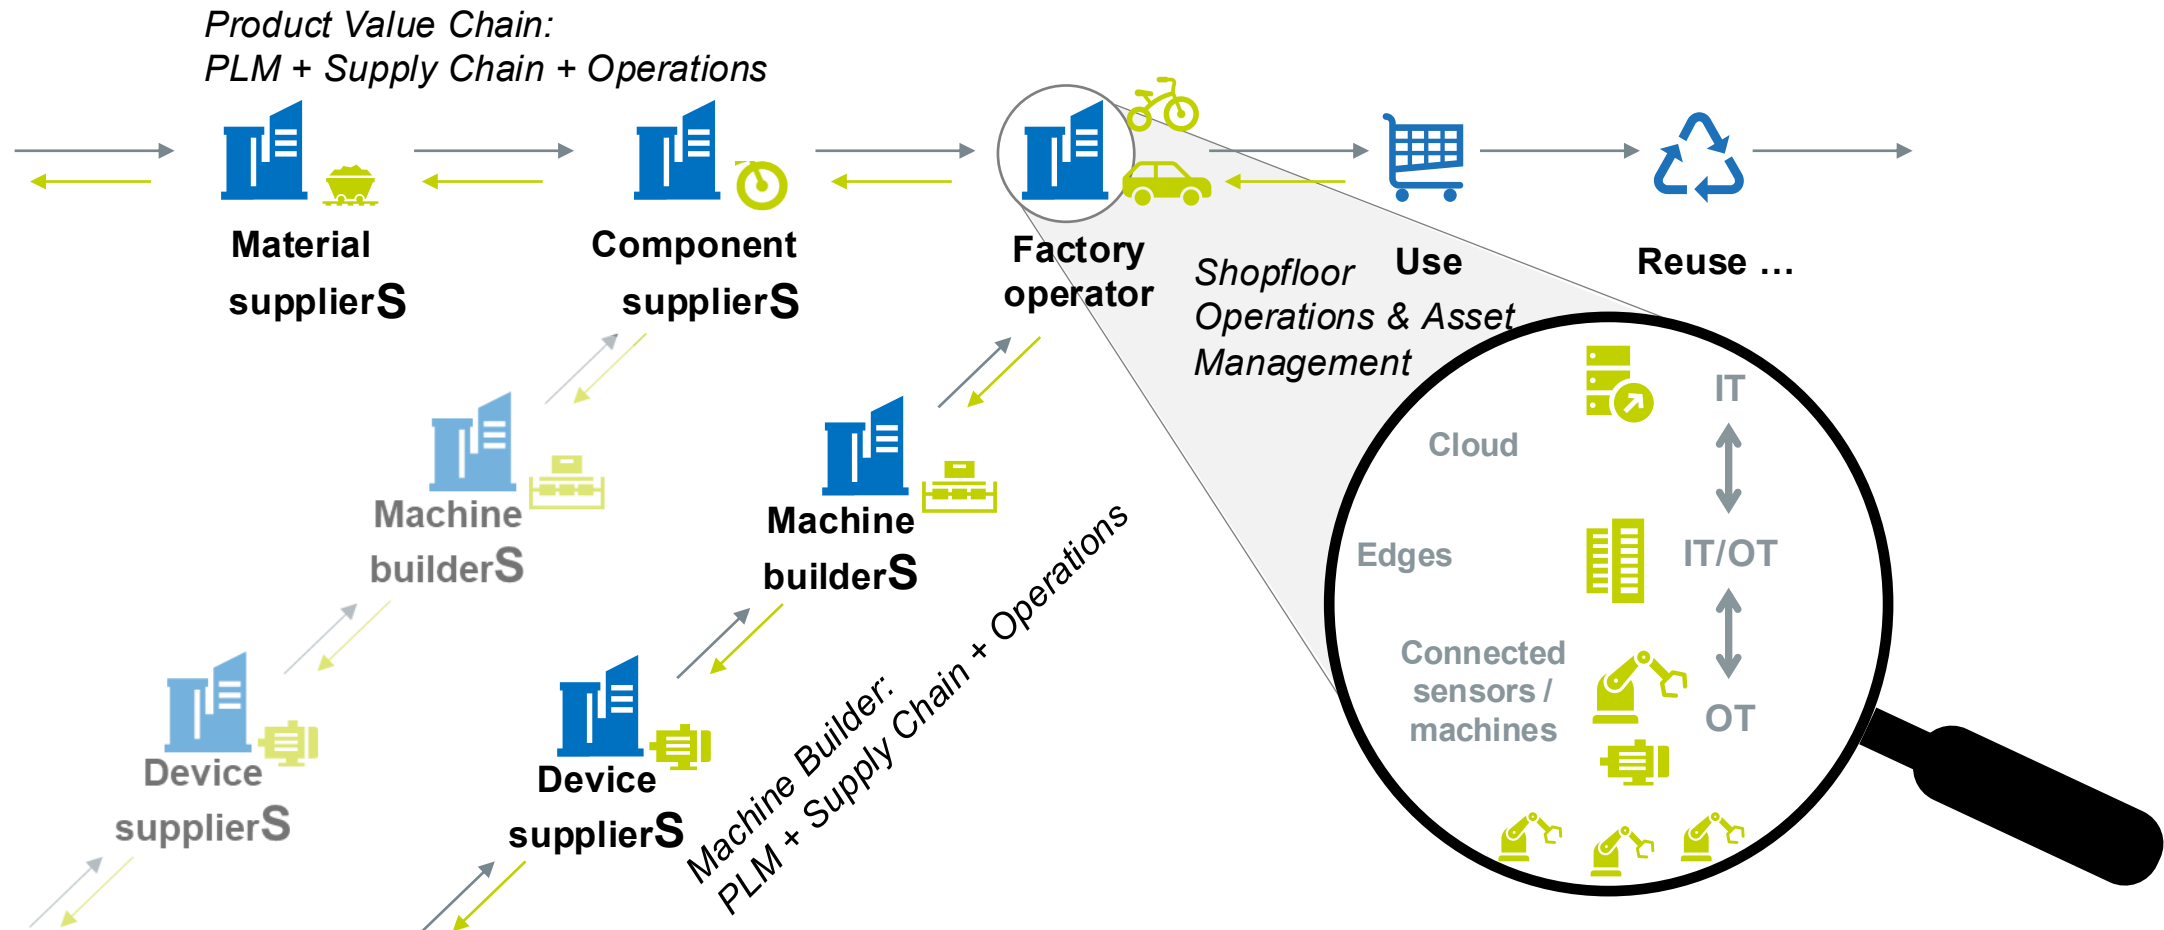 Product Value Chain:
PLM + Supply Chain + Operations
Material
supplierS
Component
supplierS
Factory
operator
Use
Reuse ...
Shopfloor
Operations & Asset
Management
Machine
builderS
Machine
builderS
Device
supplierS
Device
supplierS
Machine Builder:
PLM + Supply Chain + Operations
IT
Cloud
Edges
IT/OT
Connected
sensors /
machines
OT